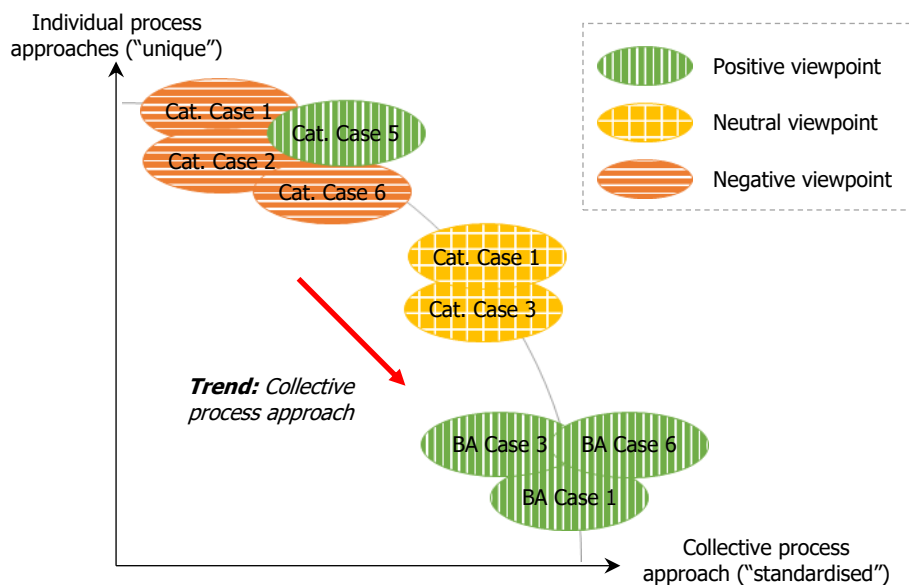 Individual process
approaches (“unique”)
Cat. Case 1
Cat. Case 5
Cat. Case 2
Cat. Case 6
Positive viewpoint
Neutral viewpoint
Negative viewpoint
Cat. Case 1
Cat. Case 3
Trend: Collective
process approach
BA Case 3
BA Case 6
BA Case 1
Collective process
approach (“standardised”)